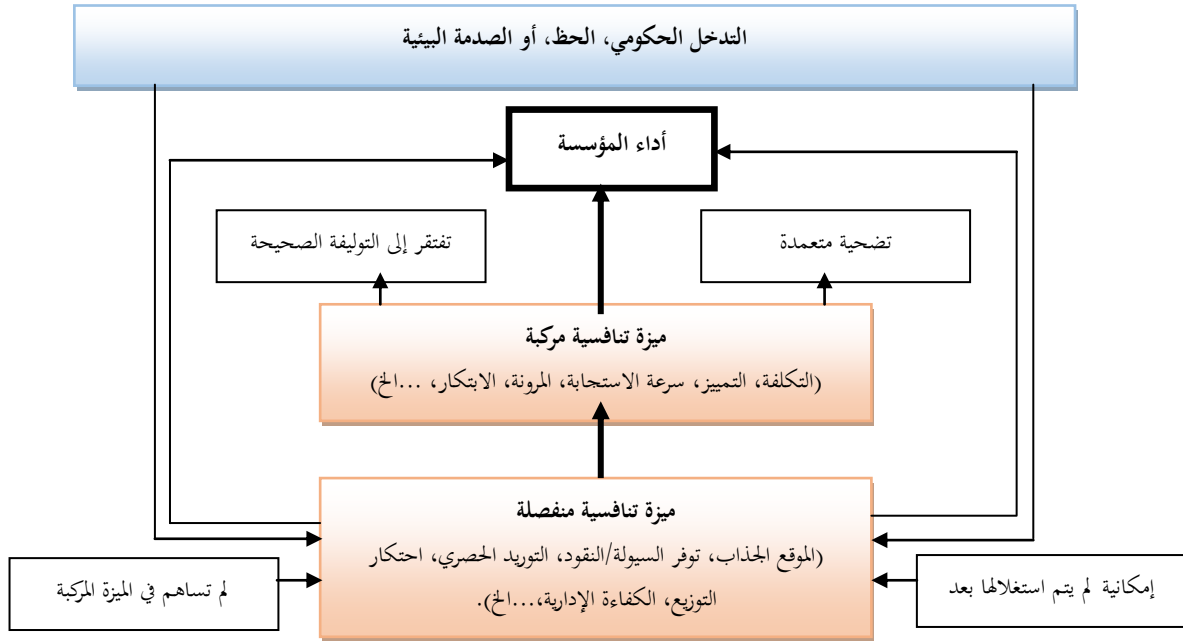 التدخل الحكومي، الحظ، أو الصدمة البيئية
أداء المؤسسة
تضحية متعمدة
تفتقر إلى التوليفة الصحيحة
ميزة تنافسية مركبة
(التكلفة، التمييز، سرعة الاستجابة، المرونة، الابتكار، ...الخ)
ميزة تنافسية منفصلة
(الموقع الجذاب، توفر السيولة/النقود، التوريد الحصري، احتكار
التوزيع، الكفاءة الإدارية،...الخ).
إمكانية لم يتم استغلالها بعد
لم تساهم في الميزة المركبة